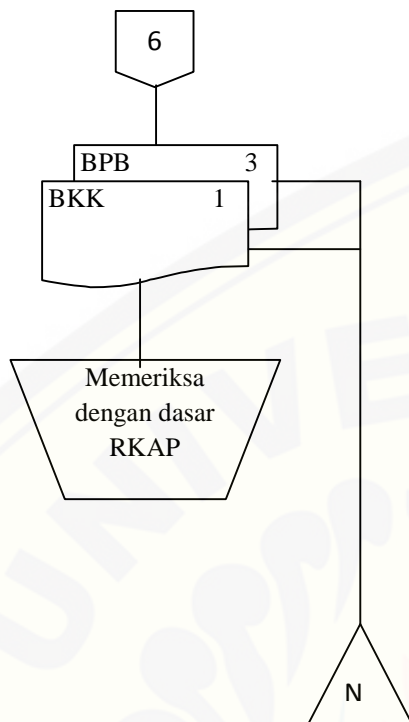 6
BPB 3
BKK 1
Memeriksa
dengan dasar
RKAP
N